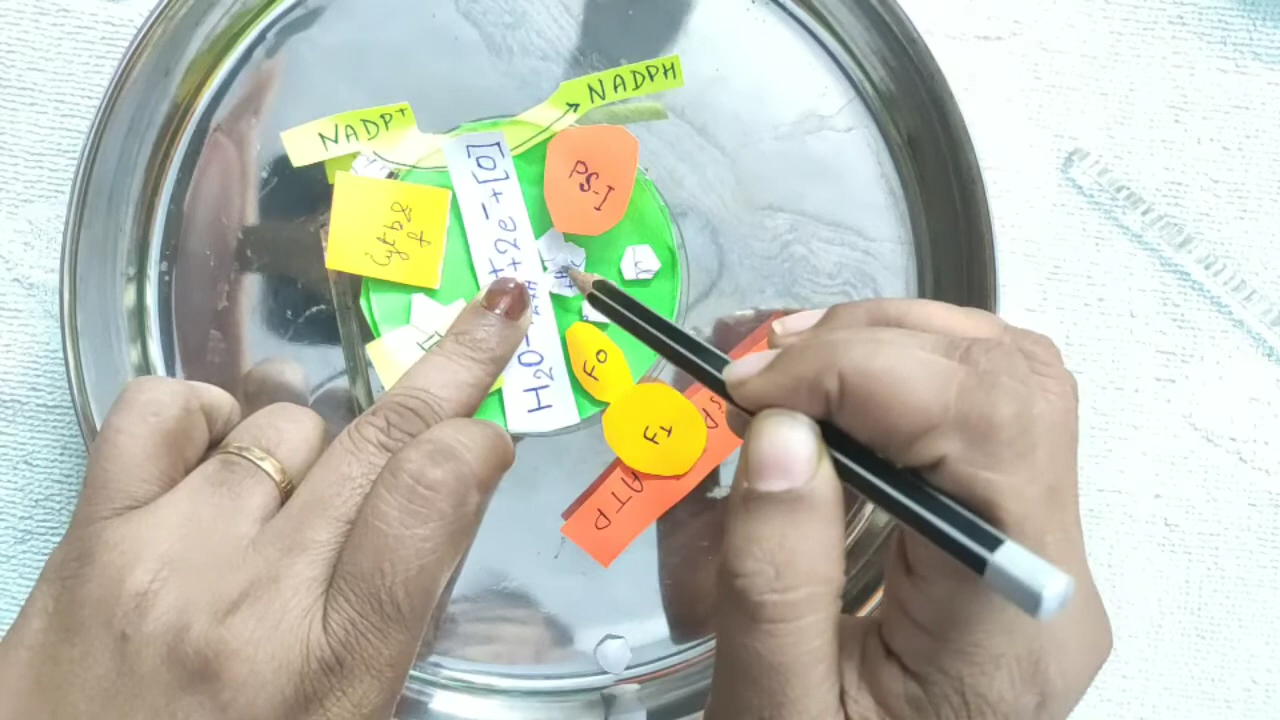 NADP+
NADPH
Cytb6 f
H2O
+2e-+[O]
PS-I
F0
F1
ATP